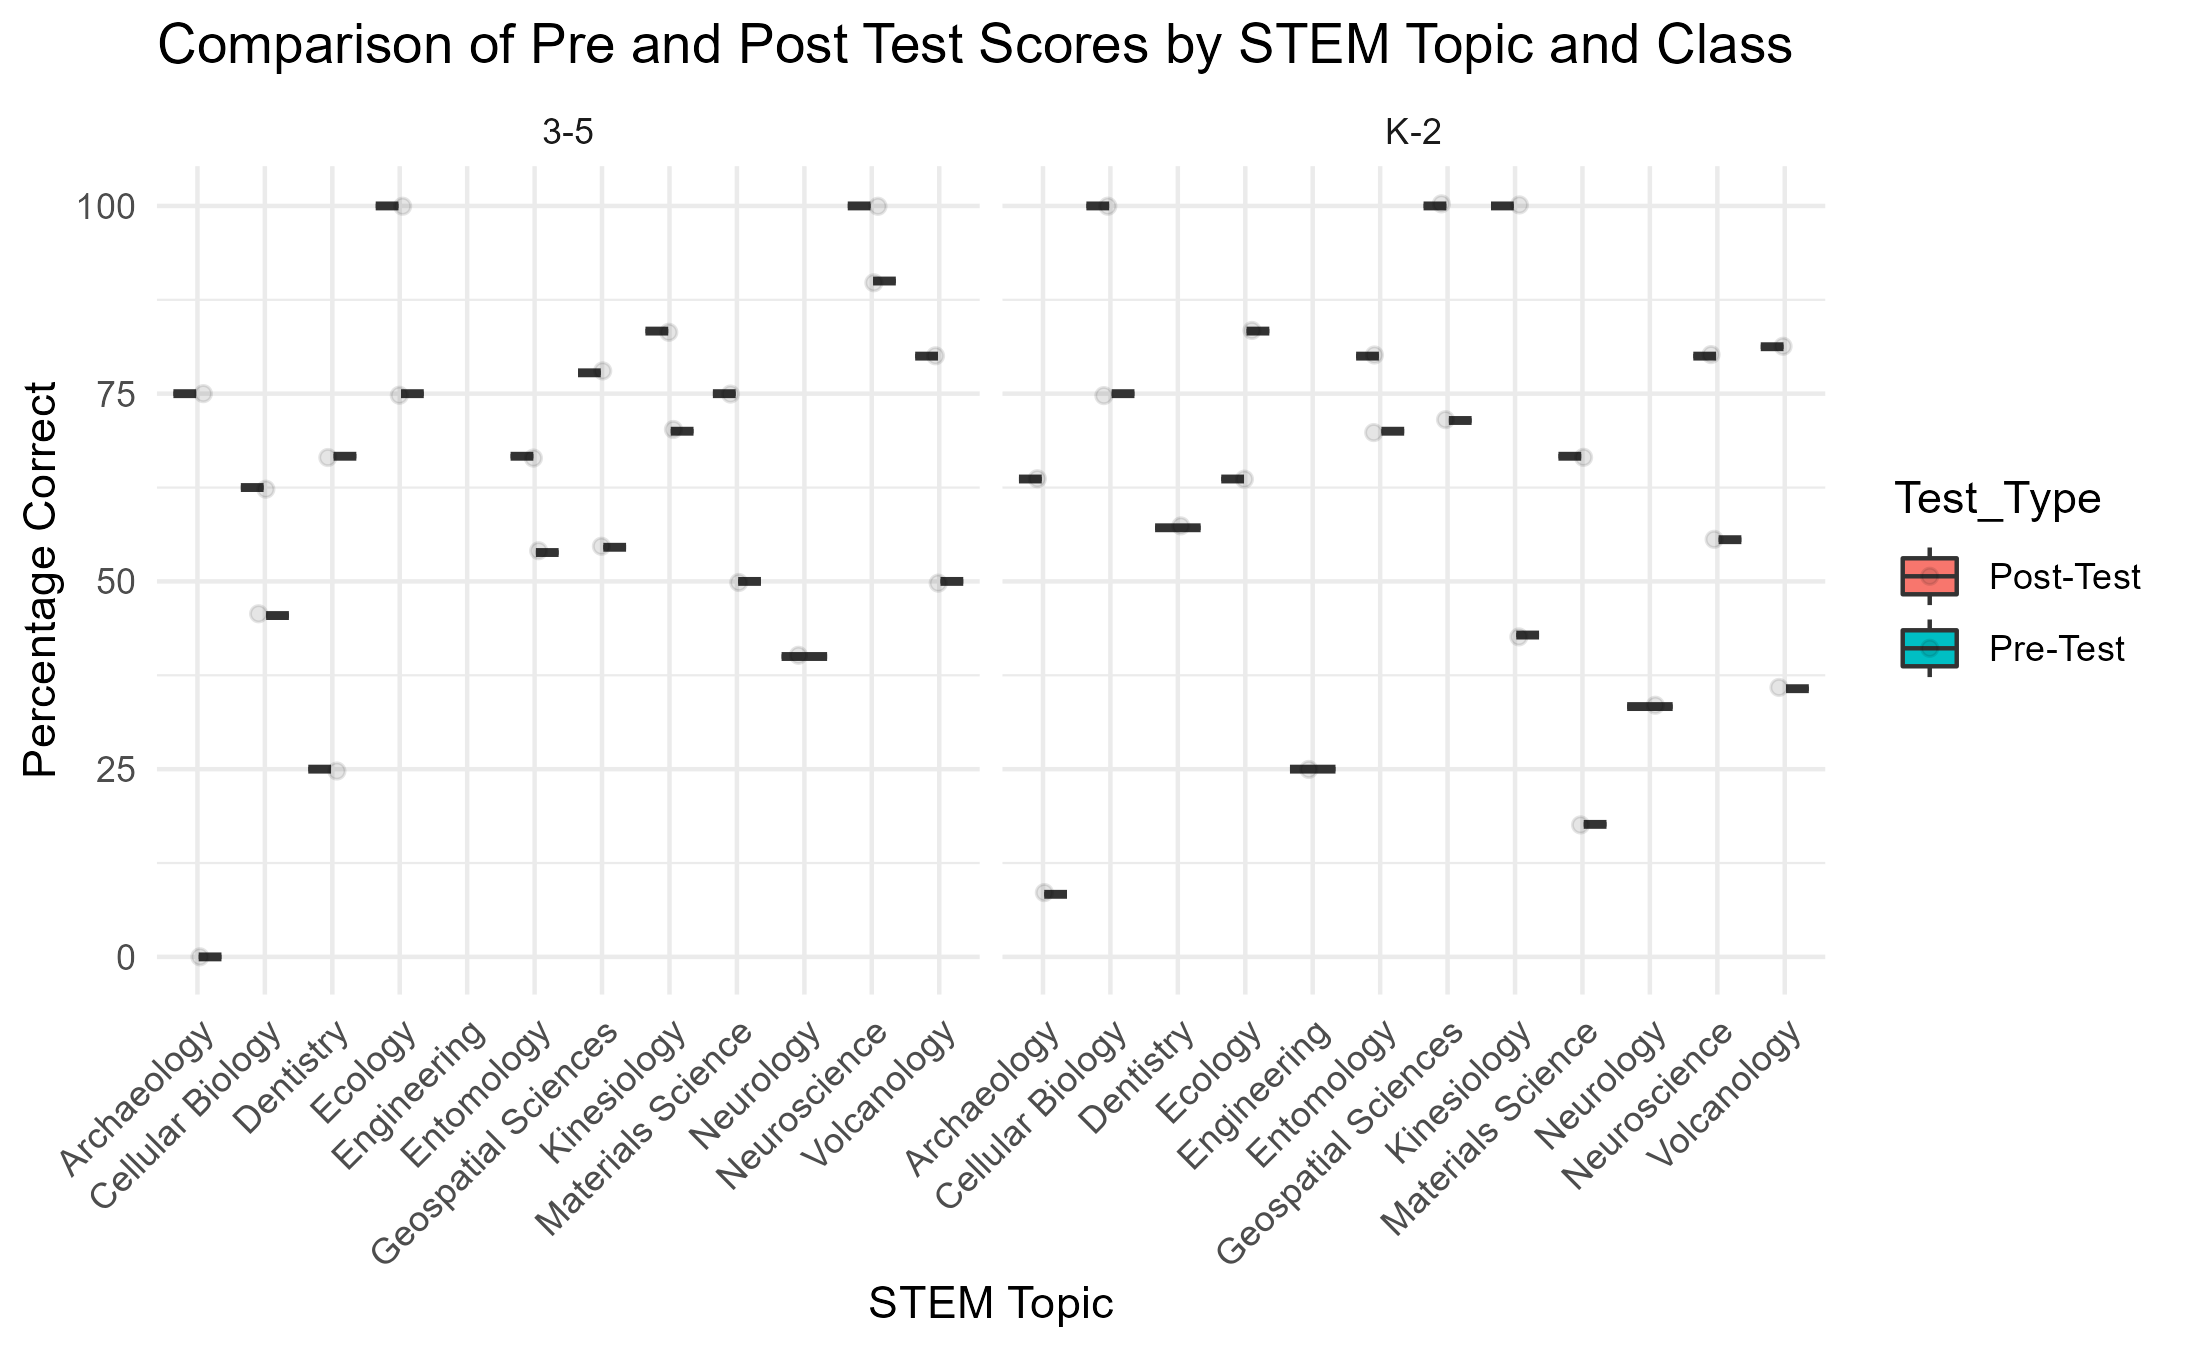 Comparison of Pre and Post Test Scores by STEM Topic and Class
3-5
K-2
Percentage Correct
100
75
50
25
0
Archaeology
Cellular Biology
Dentistry
Ecology
Engineering
Entomology
Geospatial Sciences
Kinesiology
Materials Science
Neurology
Neuroscience
Volcanology
Archaeology
Cellular Biology
Dentistry
Ecology
Engineering
Entomology
Geospatial Sciences
Kinesiology
Materials Science
Neurology
Neuroscience
Volcanology
STEM Topic
Test_Type
Post-Test
Pre-Test